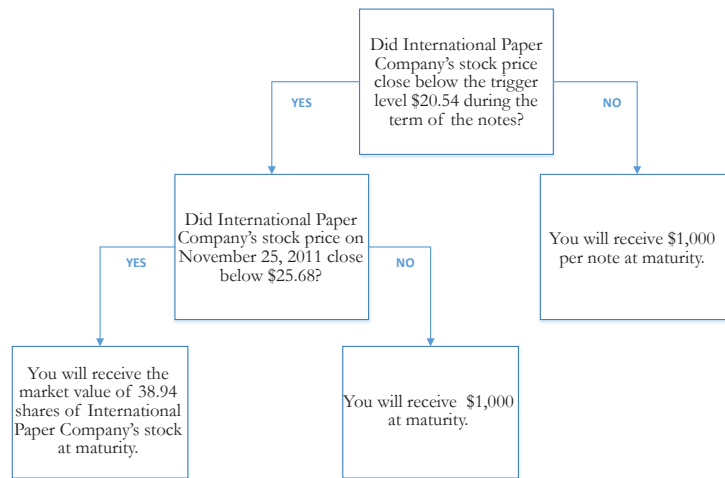 Did International Paper
Company's stock price
close below the trigger
level $20.54 during the
term of the notes?
YES
NO
Did International Paper
Company's stock price on
November 25, 2011 close
below $25.68?
You will receive $1,000
per note at maturity.
YES
NO
You will receive the
market value of 38.94
shares of International
Paper Company's stock
at maturity.
You will receive $1,000
at maturity.